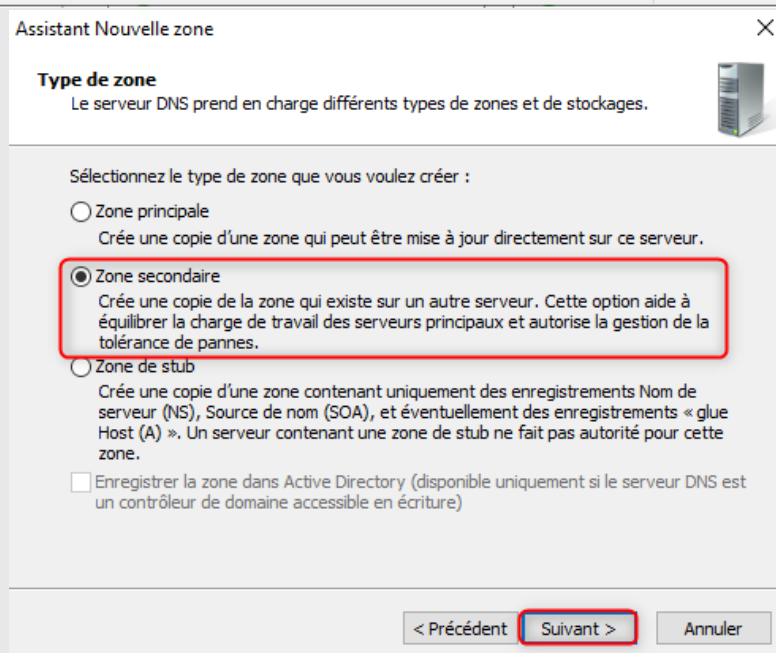 Assistant Nouvelle zone
Type de zone
Le serveur DNS prend en charge différents types de zones et de stockages.
Sélectionnez le type de zone que vous voulez créer :
Zone principale
Crée une copie d'une zone qui peut être mise à jour directement sur ce serveur.
Zone secondaire
Crée une copie de la zone qui existe sur un autre serveur. Cette option aide à
équilibrer la charge de travail des serveurs principaux et autorise la gestion de la
tolérance de pannes.
Zone de stub
Crée une copie d'une zone contenant uniquement des enregistrements Nom de
serveur (NS), Source de nom (SOA), et éventuellement des enregistrements « glue
Host (A) ». Un serveur contenant une zone de stub ne fait pas autorité pour cette
zone.
Enregistrer la zone dans Active Directory (disponible uniquement si le serveur DNS est
un contrôleur de domaine accessible en écriture)
< Précédent
Suivant >
Annuler